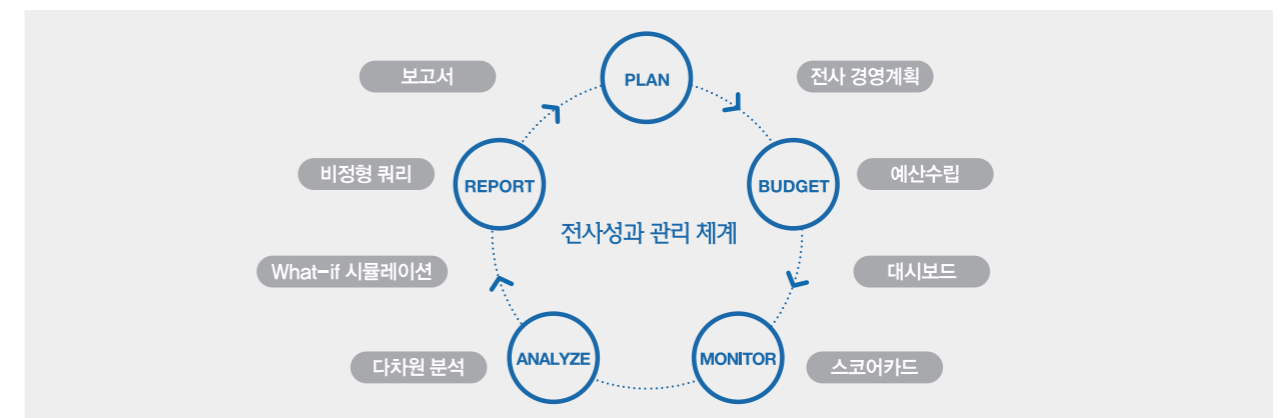 보고서
PLAN
전사 경영계획
비정형 쿼리
REPORT
BUDGET
예산수립
전사성과 관리 체계
What-if 시뮬레이션
대시보드
다차원 분석
ANALYZE
MONITOR
스코어카드